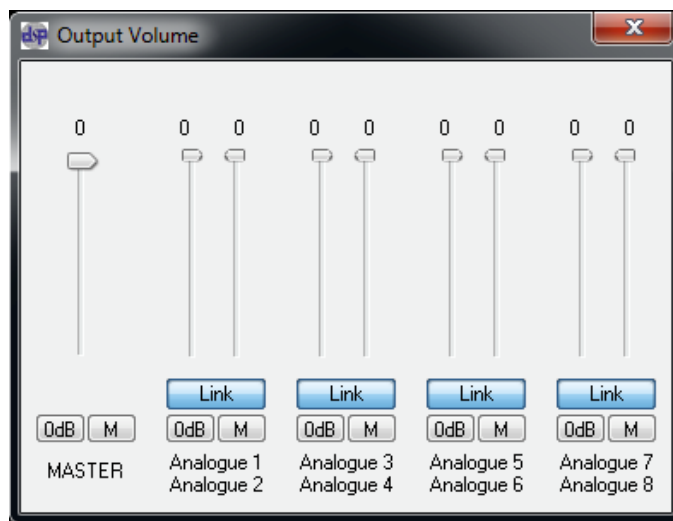 dsp Output Volume
x
0 0 0 0 0 0 0 0 0
Link Link Link Link
0dB M 0dB M 0dB M 0dB M 0dB M
MASTER
Analogue 1 Analogue 3 Analogue 5 Analogue 7
Analogue 2 Analogue 4 Analogue 6 Analogue 8